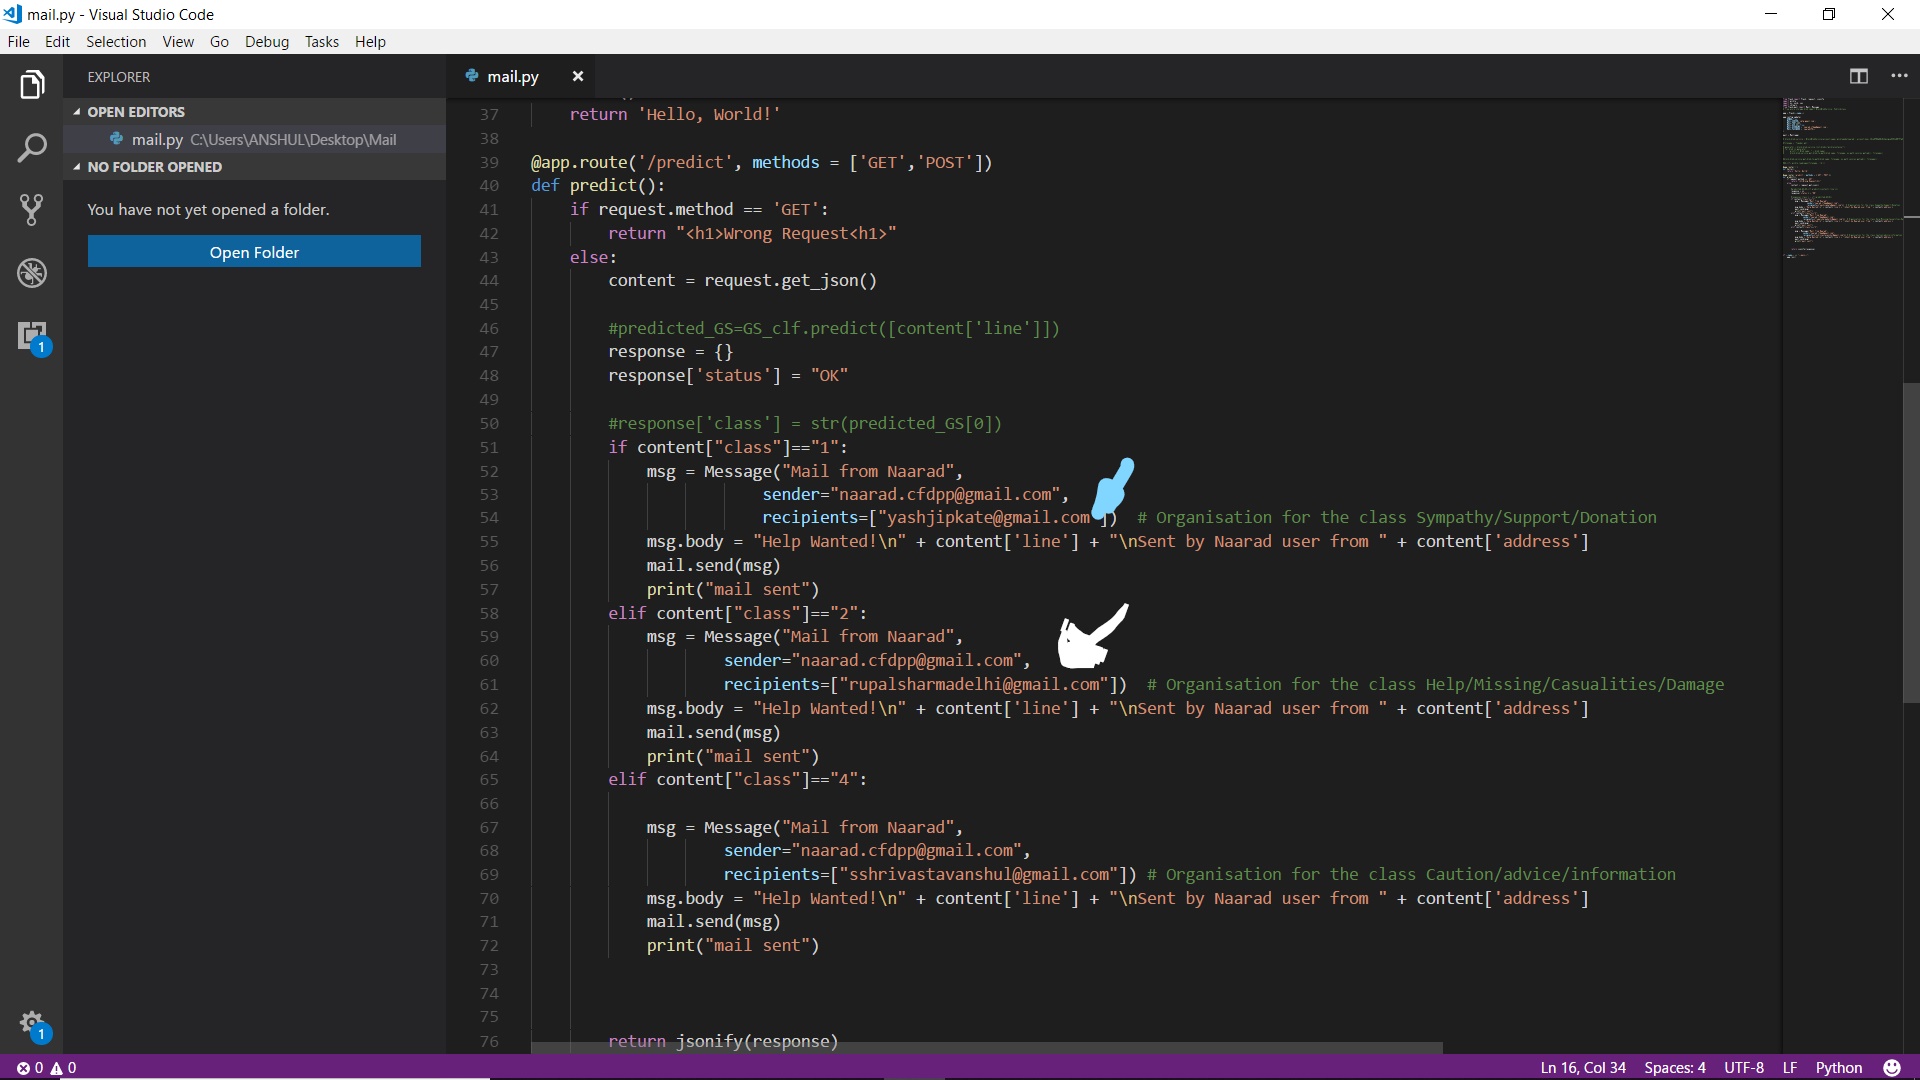 mail.py - Visual Studio Code
File Edit Selection View Go Debug Tasks Help
EXPLORER
OPEN EDITORS
mail.py C:\Users\ANSHUL\Desktop\Mail
NO FOLDER OPENED
You have not yet opened a folder.
Open Folder
1
1
mail.py
37 return 'Hello, World!'
38
39 @app.route('/predict', methods = ['GET','POST'])
40 def predict():
41 if request.method == 'GET':
42 return "<h1>Wrong Request<h1>"
43 else:
44 content = request.get_json()
45
46 #predicted_GS=GS_clf.predict([content['line']])
47 response = {}
48 response['status'] = "OK"
49
50 #response['class'] = str(predicted_GS[0])
51 if content["class"]=="1":
52 msg = Message("Mail from Naarad",
53 sender="naarad.cfdpp@gmail.com",
54 recipients=["yashjipkate@gmail.com"]) # Organisation for the class Sympathy/Support/Donation
55 msg.body = "Help Wanted!\n" + content['line'] + "\nSent by Naarad user from " + content['address']
56 mail.send(msg)
57 print("mail sent")
58 elif content["class"]=="2":
59 msg = Message("Mail from Naarad",
60 sender="naarad.cfdpp@gmail.com",
61 recipients=["rupalsharmadelhi@gmail.com"]) # Organisation for the class Help/Missing/Casualities/Damage
62 msg.body = "Help Wanted!\n" + content['line'] + "\nSent by Naarad user from " + content['address']
63 mail.send(msg)
64 print("mail sent")
65 elif content["class"]=="4":
66
67 msg = Message("Mail from Naarad",
68 sender="naarad.cfdpp@gmail.com",
69 recipients=["sshrivastavanshul@gmail.com"]) # Organisation for the class Caution/advice/information
70 msg.body = "Help Wanted!\n" + content['line'] + "\nSent by Naarad user from " + content['address']
71 mail.send(msg)
72 print("mail sent")
73
74
75
76 return jsonify(response)
0 0 Ln 16, Col 34 Spaces: 4 UTF-8 LF Python